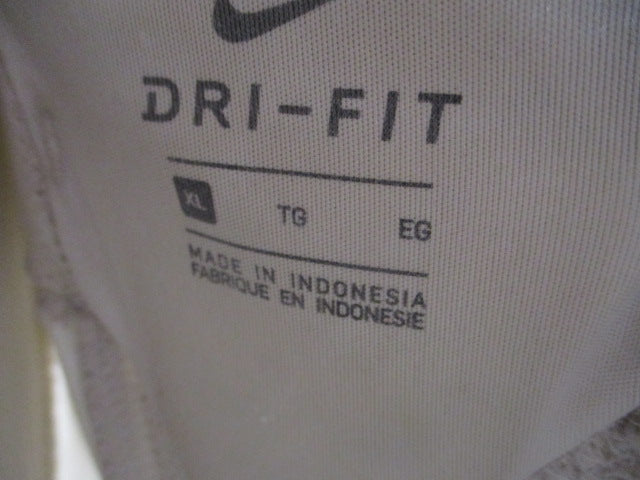 DRI-FIT
XL TG EG
MADE IN INDONESIA
FABRIQUE EN INDONESIE